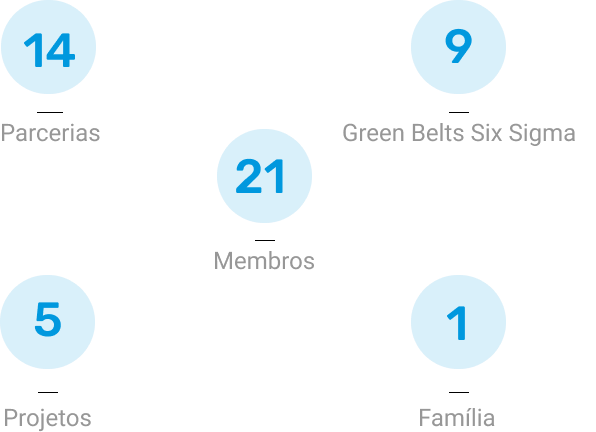 14
Parcerias
9
Green Belts Six Sigma
21
Membros
5
Projetos
1
Família